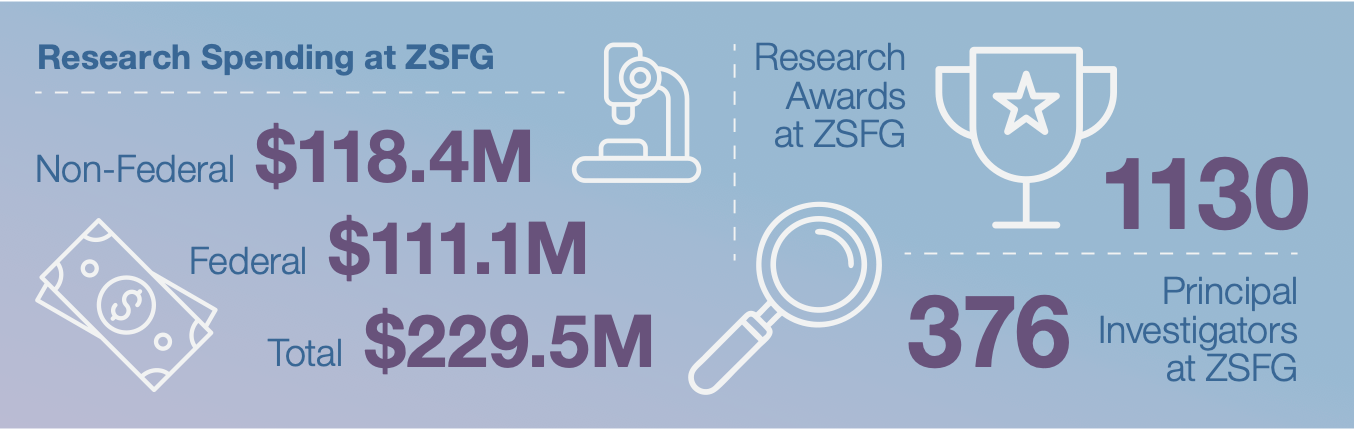 Research Spending at ZSFG
Non-Federal $118.4M
Federal $111.1M
Total $229.5M
Research
Awards
at ZSFG
1130
376
Principal
Investigators
at ZSFG